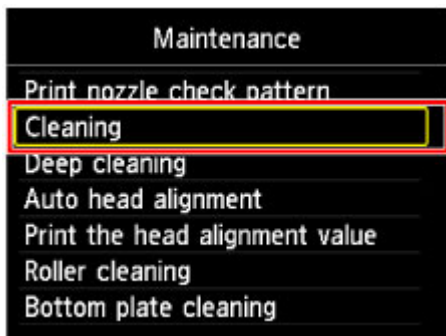 Maintenance
Print nozzle check pattern
Cleaning
Deep cleaning
Auto head alignment
Print the head alignment value
Roller cleaning
Bottom plate cleaning